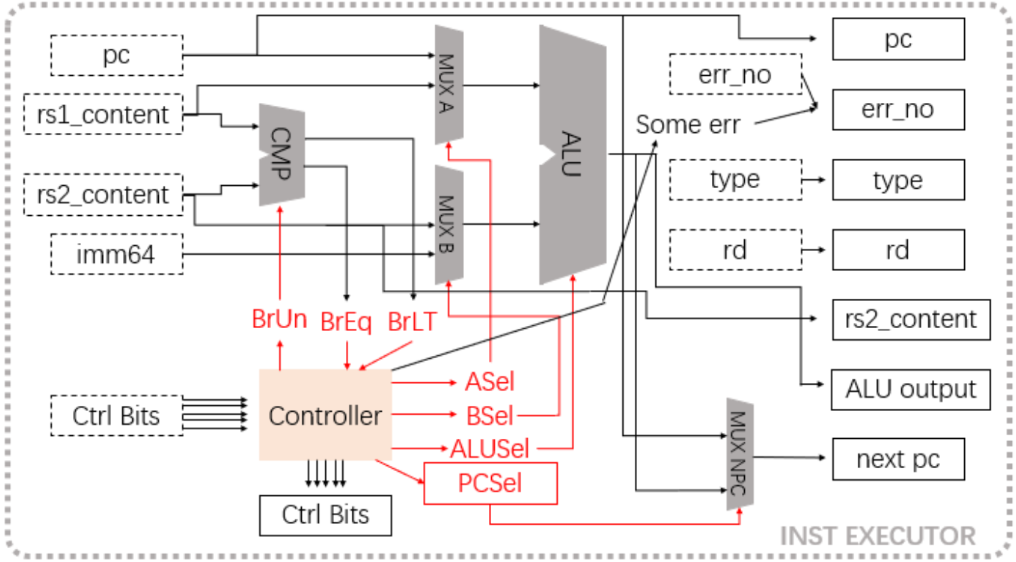 pc
rs1_content
rs2_content
imm64
CMP
MUX A
MUX B
ALU
err_no
Some err
type
rd
pc
err_no
type
rd
rs2_content
ALU output
next pc
BrUn
BrEq
BrLT
Ctrl Bits
Controller
ASel
BSel
ALUSel
PCSel
MUX NPC
Ctrl Bits
INST EXECUTOR